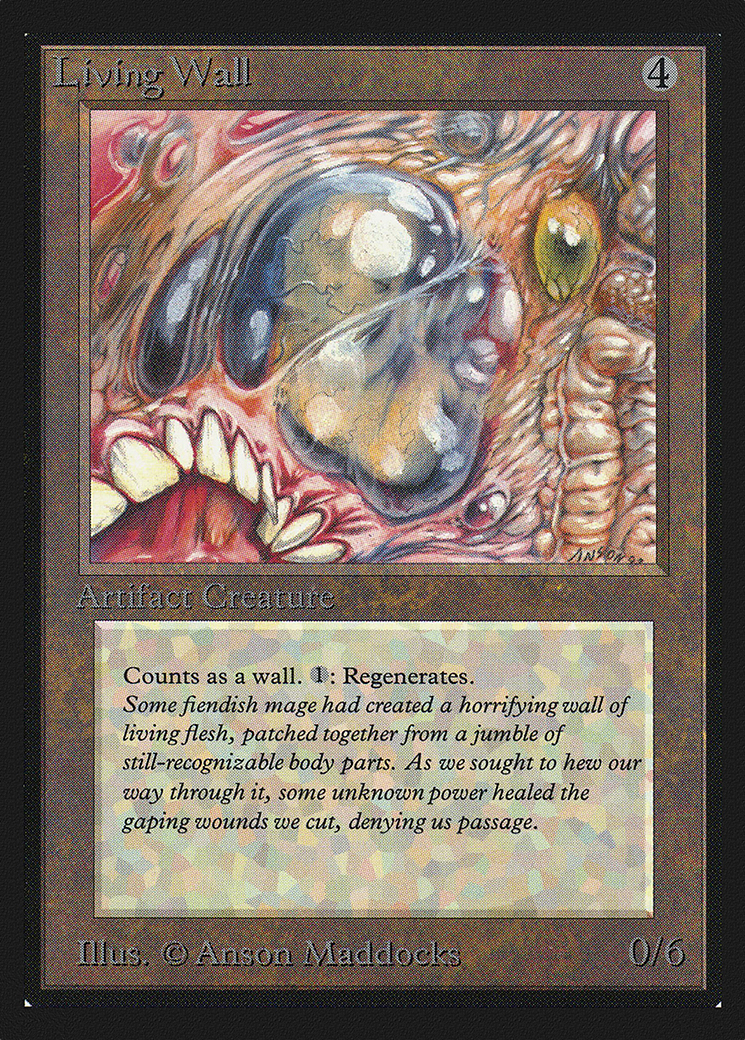 Living Wall 4
ANSON 93
Artifact Creature
Counts as a wall. 1: Regenerates.
Some fiendish mage had created a horrifying wall of
living flesh, patched together from a jumble of
still-recognizable body parts. As we sought to hew our
way through it, some unknown power healed the
gaping wounds we cut, denying us passage.
Illus. © Anson Maddocks 0/6